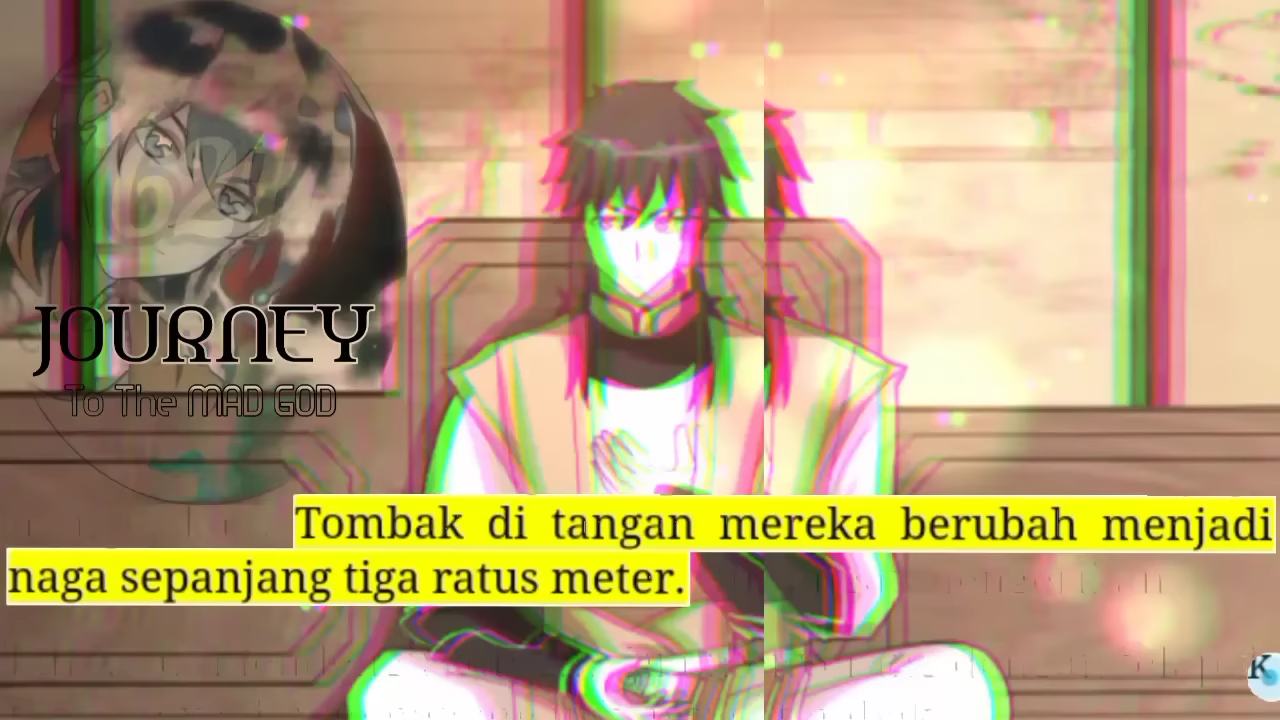 JOURNEY
To The MAD GOD
Tombak di tangan mereka berubah menjadi
naga sepanjang tiga ratus meter.
K